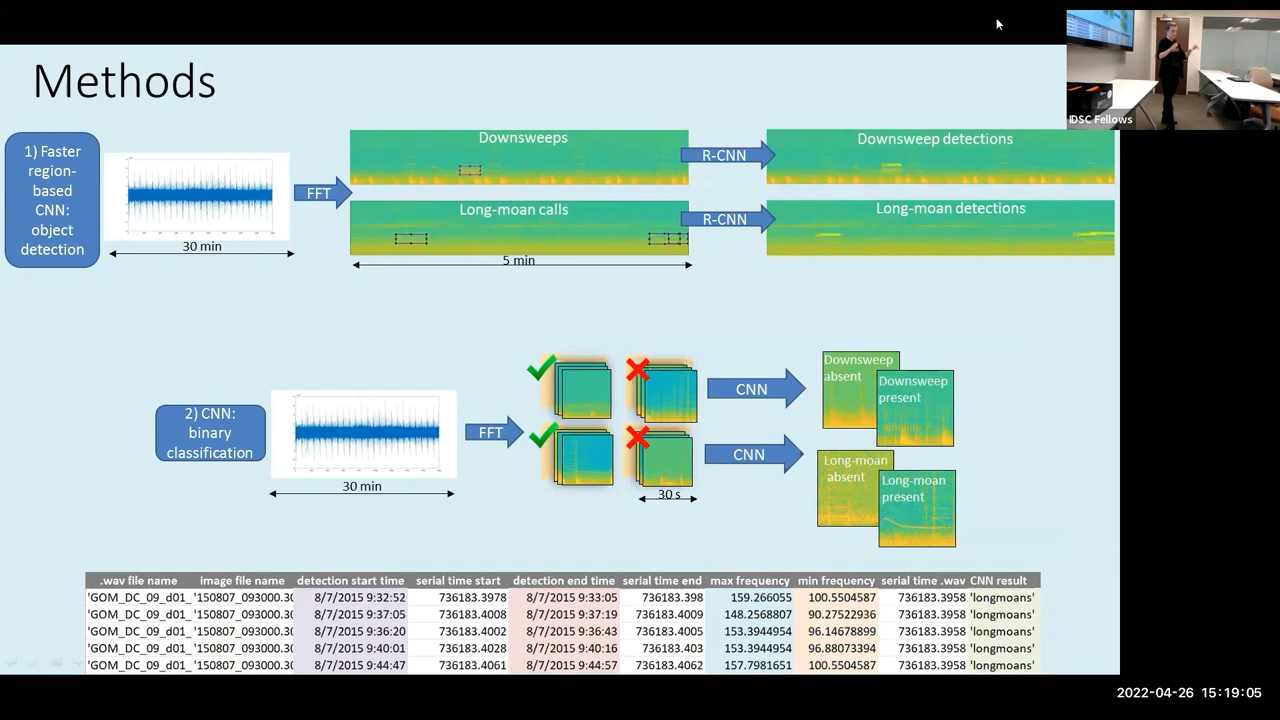 Methods
1) Faster
region-
based
CNN:
object
detection
30 min
FFT
Downsweeps
Long-moan calls
5 min
R-CNN
R-CNN
Downsweep detections
Long-moan detections
IDSC Fellows
2) CNN:
binary
classification
30 min
FFT
30 s
CNN
CNN
Downsweep
absent
Downsweep
present
Long-moan
absent
Long-moan
present
.wav file name image file name detection start time serial time start detection end time serial time end max frequency min frequency serial time .wav CNN result
'GOM_DC_09_d01_ '150807_093000.30 8/7/2015 9:32:52 736183.3978 8/7/2015 9:33:05 736183.398 159.266055 100.5504587 736183.3958 'longmoans'
'GOM_DC_09_d01_ '150807_093000.30 8/7/2015 9:37:05 736183.4008 8/7/2015 9:37:19 736183.4009 148.2568807 90.27522936 736183.3958 'longmoans'
'GOM_DC_09_d01_ '150807_093000.30 8/7/2015 9:36:20 736183.4002 8/7/2015 9:36:43 736183.4005 153.3944954 96.14678899 736183.3958 'longmoans'
'GOM_DC_09_d01_ '150807_093000.30 8/7/2015 9:40:01 736183.4028 8/7/2015 9:40:16 736183.403 153.3944954 96.88073394 736183.3958 'longmoans'
'GOM_DC_09_d01_ '150807_093000.30 8/7/2015 9:44:47 736183.4061 8/7/2015 9:44:57 736183.4062 157.7981651 100.5504587 736183.3958 'longmoans'
2022-04-26 15:19:05